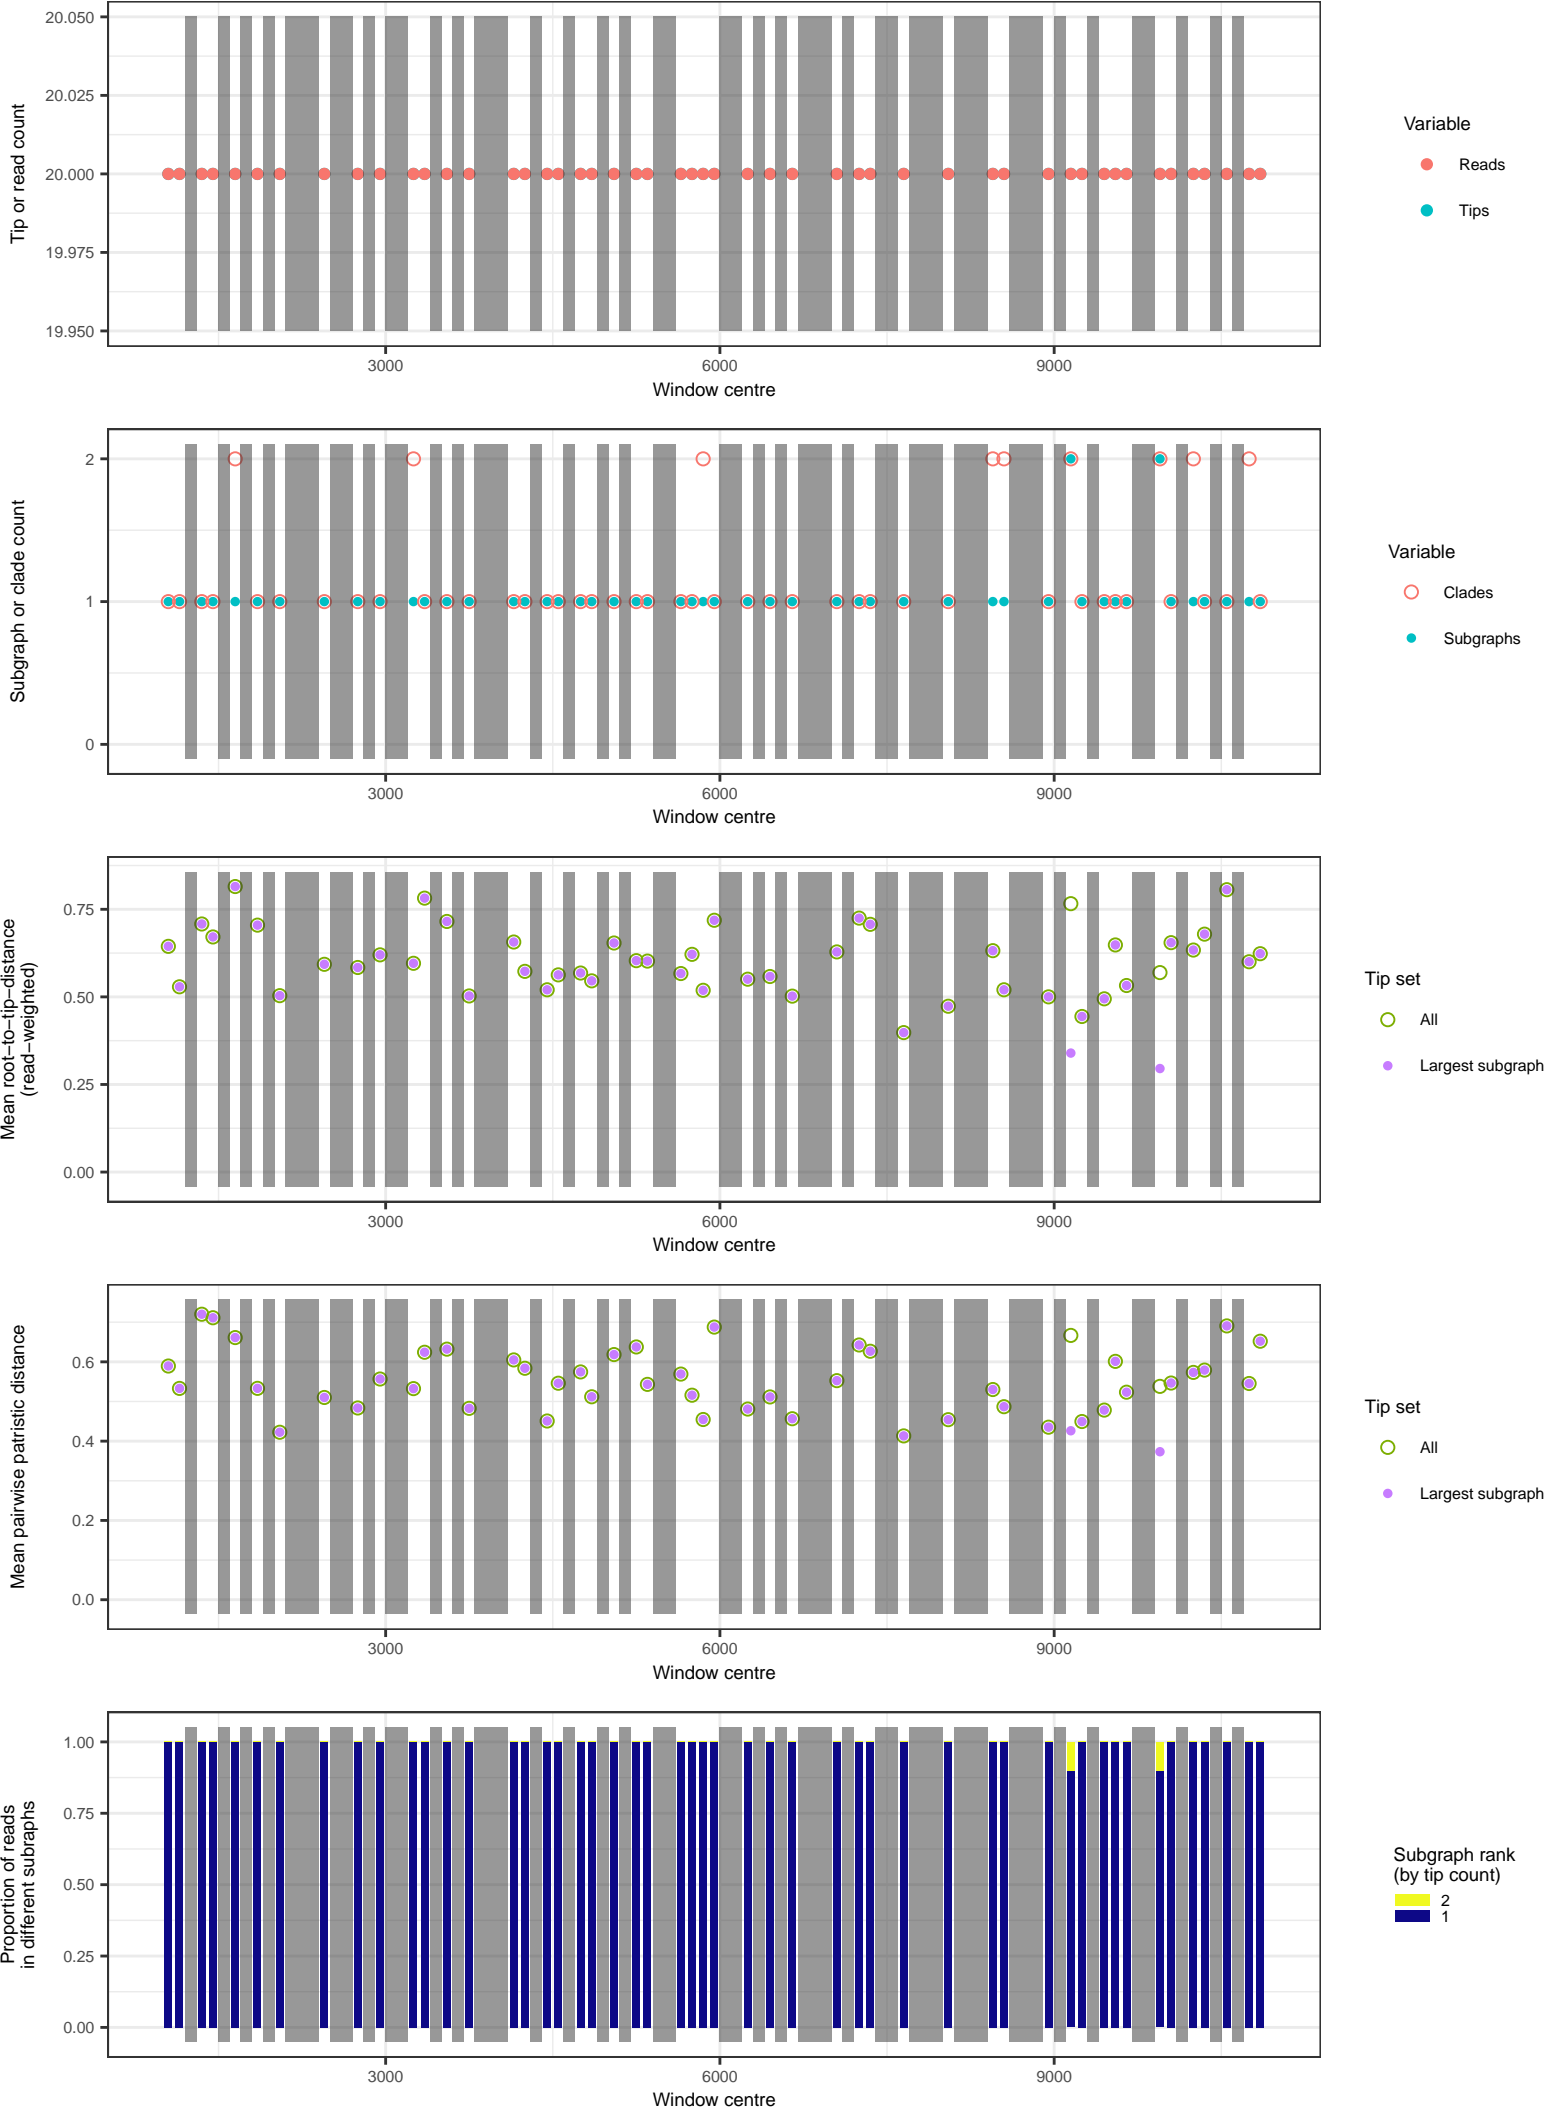 20.050
20.025
20.000
19.975
19.950
Tip or read count
3000
6000
9000
Window centre
Variable
Reads
Tips
2
1
0
Subgraph or clade count
3000
6000
9000
Window centre
Variable
Clades
Subgraphs
0.75
0.50
0.25
0.00
Mean root−to−tip−distance
(read−weighted)
3000
6000
9000
Window centre
Tip set
All
Largest subgraph
0.6
0.4
0.2
0.0
Mean pairwise patristic distance
3000
6000
9000
Window centre
Tip set
All
Largest subgraph
1.00
0.75
0.50
0.25
0.00
Proportion of reads
in different subraphs
3000
6000
9000
Window centre
Subgraph rank
(by tip count)
2
1